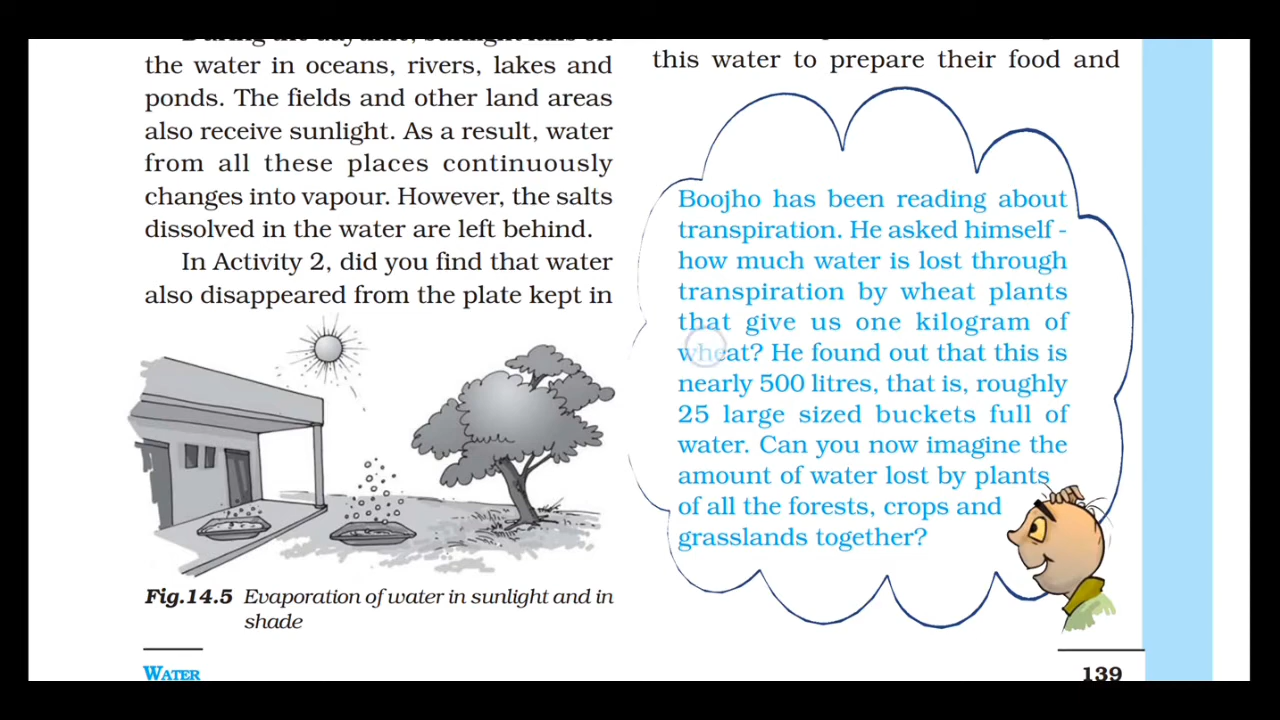 During the daytime, sunlight falls on
the water in oceans, rivers, lakes and
ponds. The fields and other land areas
also receive sunlight. As a result, water
from all these places continuously
changes into vapour. However, the salts
dissolved in the water are left behind.
In Activity 2, did you find that water
also disappeared from the plate kept in
Fig.14.5 Evaporation of water in sunlight and in
shade
this water to prepare their food and
Boojho has been reading about
transpiration. He asked himself -
how much water is lost through
transpiration by wheat plants
that give us one kilogram of
wheat? He found out that this is
nearly 500 litres, that is, roughly
25 large sized buckets full of
water. Can you now imagine the
amount of water lost by plants
of all the forests, crops and
grasslands together?
WATER
139